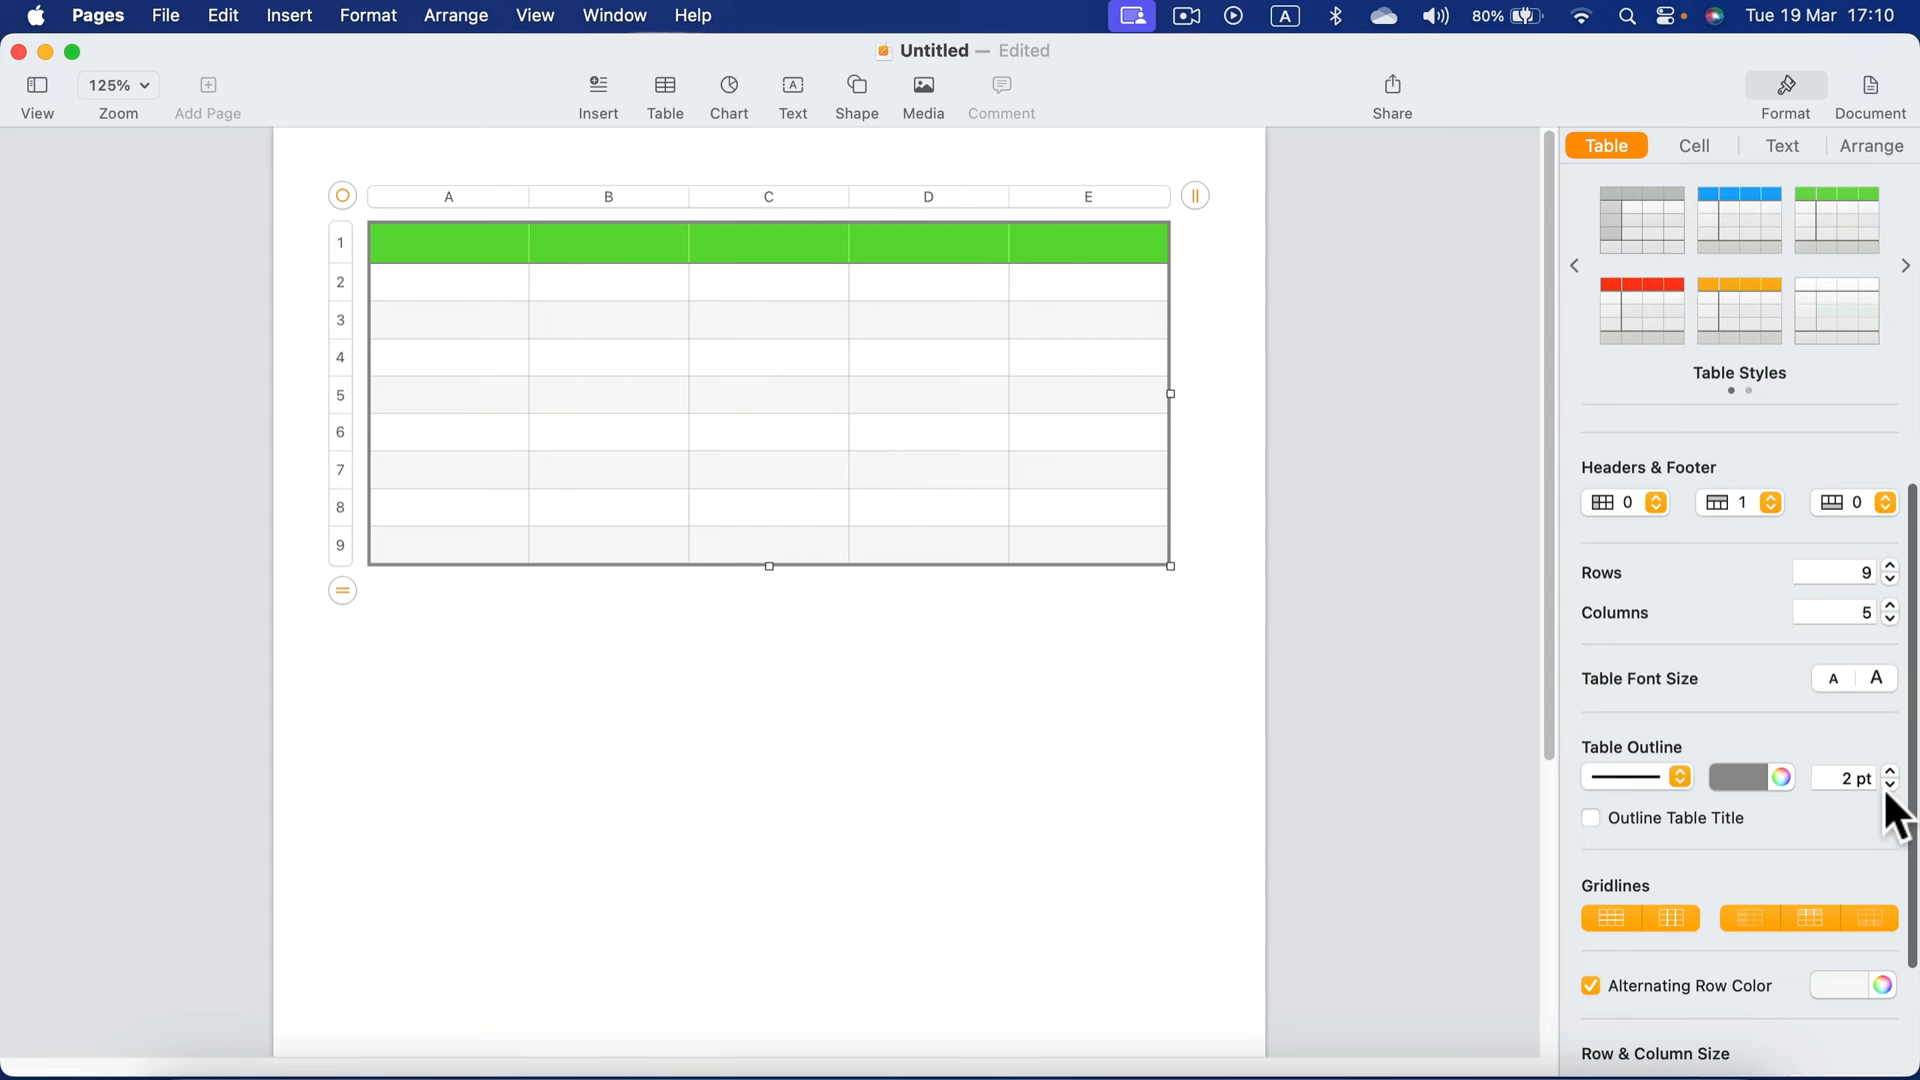 Pages File Edit Insert Format Arrange View Window Help A 80% Tue 19 Mar 17:10
Untitled — Edited
125%
View Zoom Add Page Insert Table Chart Text Shape Media Comment Share Format Document
Table Cell Text Arrange
A B C D E
1
2
3
4
5
6
7
8
9
Table Styles
Headers & Footer
0 1 0
Rows 9
Columns 5
Table Font Size A A
Table Outline
2 pt
Outline Table Title
Gridlines
Alternating Row Color
Row & Column Size